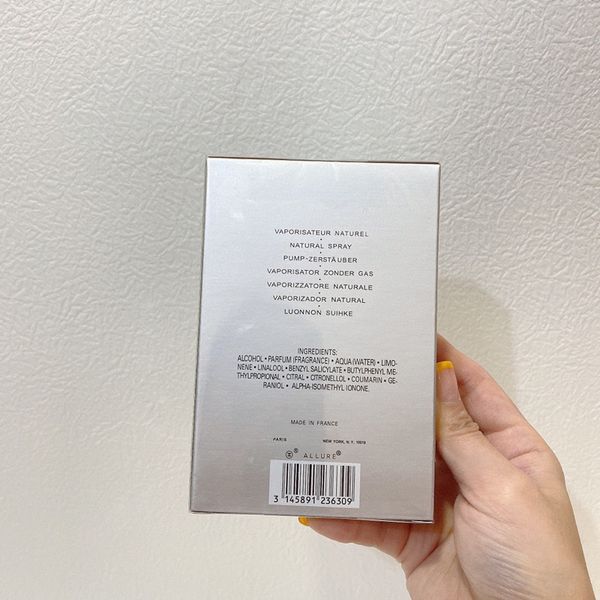 VAPORISATEUR NATUREL
•
NATURAL SPRAY
•
PUMP-ZERSTÄUBER
•
VAPORISATOR ZONDER GAS
•
VAPORIZZATORE NATURALE
•
VAPORIZADOR NATURAL
•
LUONNON SUIHKE
INGREDIENTS:
ALCOHOL • PARFUM (FRAGRANCE) • AQUA (WATER) • LIMO-
NENE • LINALOOL • BENZYL SALICYLATE • BUTYLPHENYL ME-
THYLPROPIONAL • CITRAL • CITRONELLOL • COUMARIN • GE-
RANIOL • ALPHA-ISOMETHYL IONONE.
MADE IN FRANCE
PARIS NEW YORK, N. Y. 10019
® ALLURE®
3 145891 236309